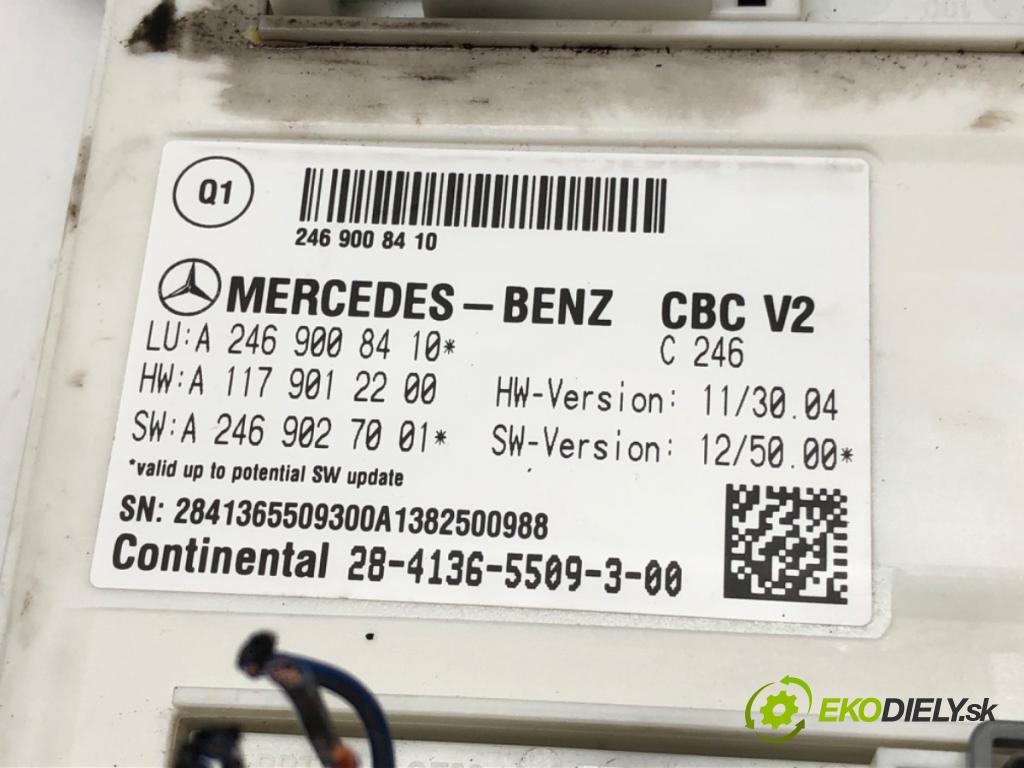 Q1
246 900 84 10
MERCEDES-BENZ CBC V2
LU:A 246 900 84 10* C 246
HW:A 117 901 22 00 HW-Version: 11/30.04
SW:A 246 902 70 01* SW-Version: 12/50.00*
*valid up to potential SW update
SN: 2841365509300A1382500988
Continental 28-4136-5509-3-00
EKODIELY.sk